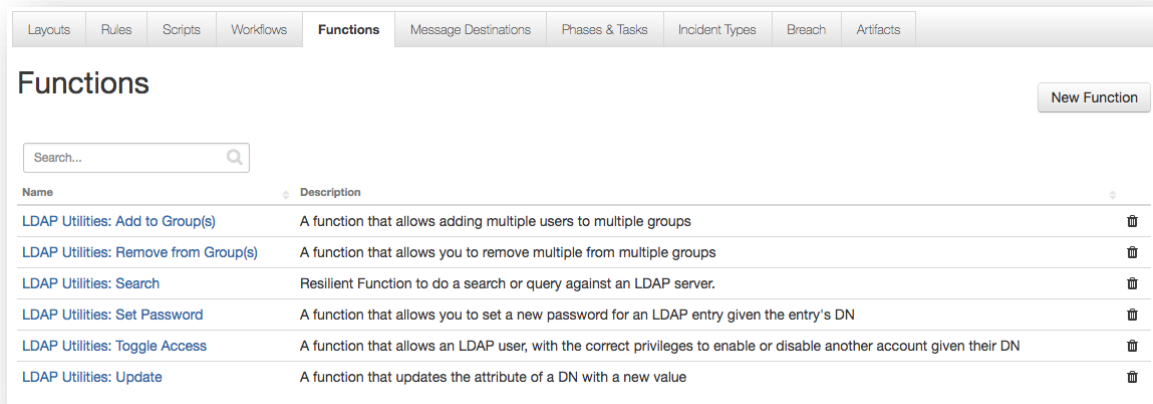 Layouts Rules Scripts Workflows Functions Message Destinations Phases & Tasks Incident Types Breach Artifacts
Functions
New Function
Search...
Name Description
LDAP Utilities: Add to Group(s) A function that allows adding multiple users to multiple groups
LDAP Utilities: Remove from Group(s) A function that allows you to remove multiple from multiple groups
LDAP Utilities: Search Resilient Function to do a search or query against an LDAP server.
LDAP Utilities: Set Password A function that allows you to set a new password for an LDAP entry given the entry's DN
LDAP Utilities: Toggle Access A function that allows an LDAP user, with the correct privileges to enable or disable another account given their DN
LDAP Utilities: Update A function that updates the attribute of a DN with a new value